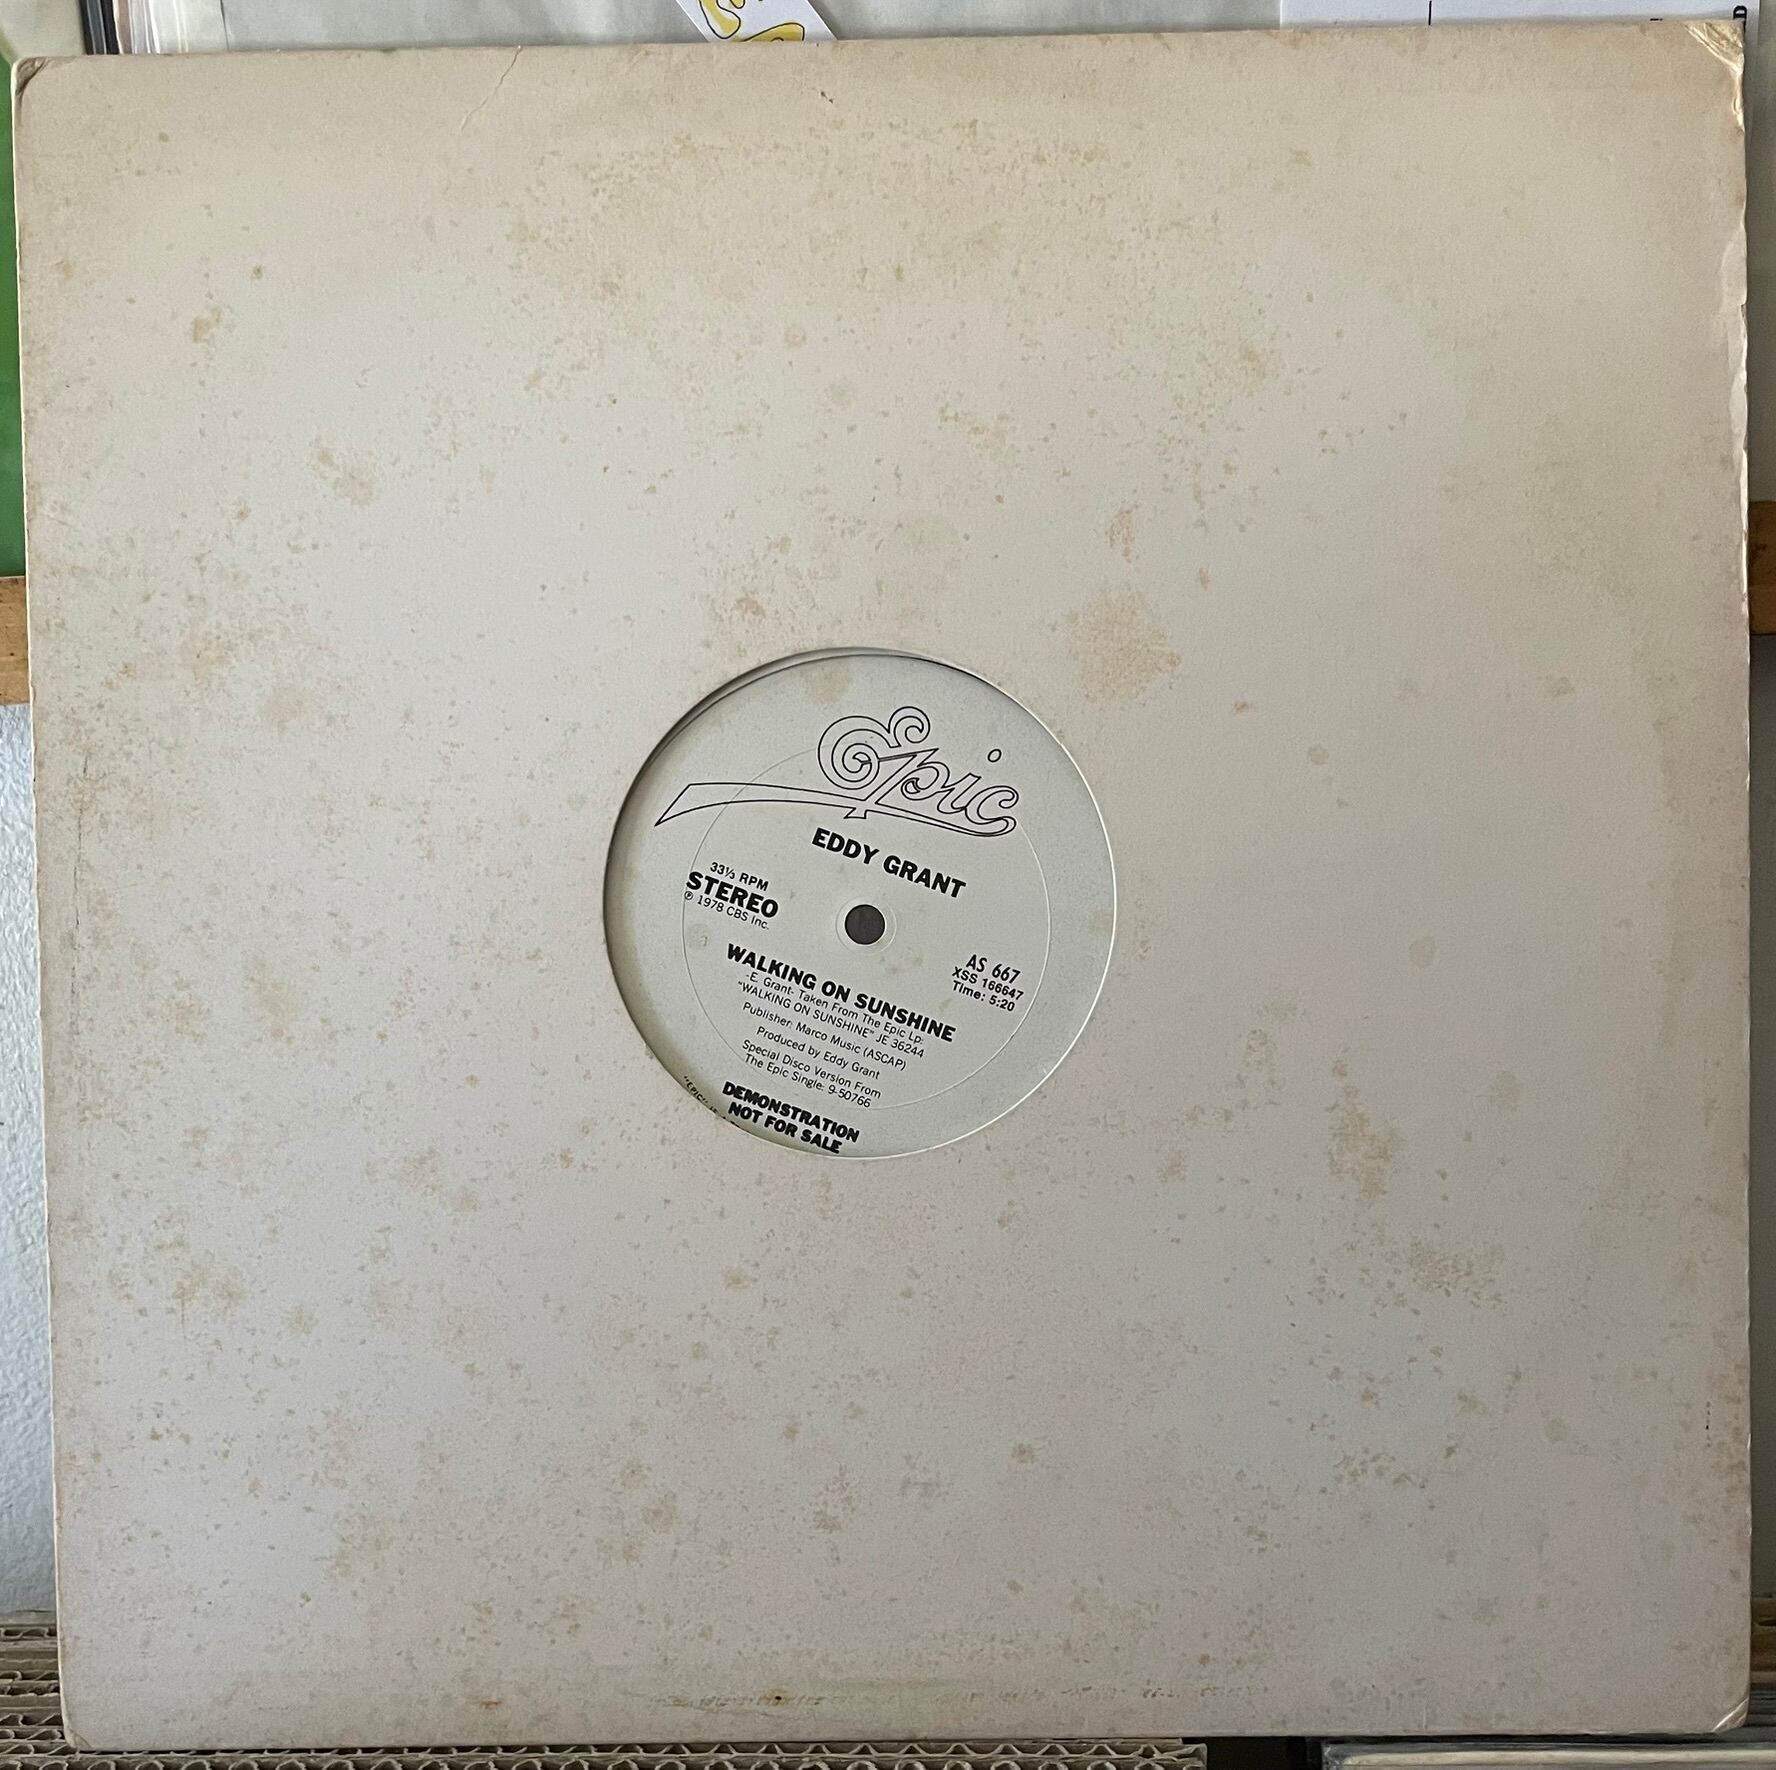 Epic
EDDY GRANT
33⅓ RPM
STEREO
℗ 1978 CBS Inc.
AS 667
XSS 166647
Time: 5:20
WALKING ON SUNSHINE
-E. Grant- Taken From The Epic Lp:
"WALKING ON SUNSHINE" JE 36244
Publisher: Marco Music (ASCAP)
Produced by Eddy Grant
Special Disco Version From
The Epic Single: 9-50766
DEMONSTRATION
NOT FOR SALE
"EPIC"